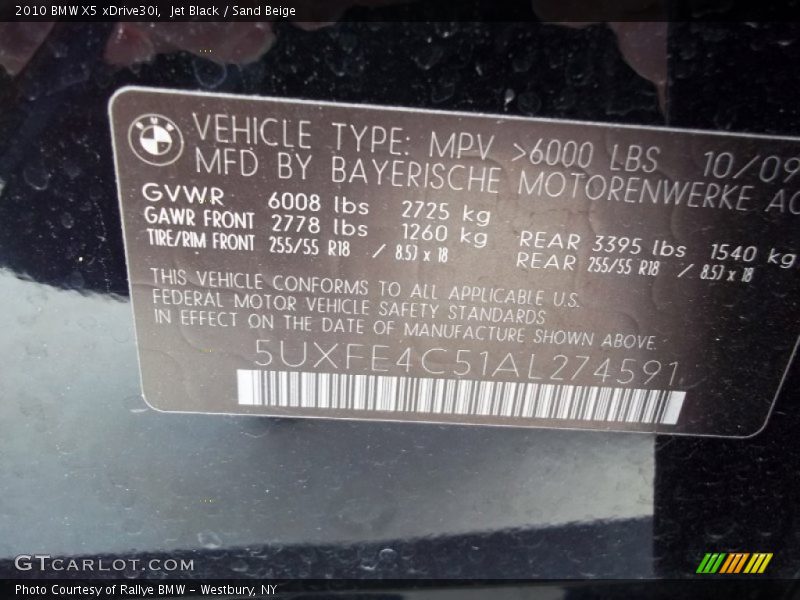 2010 BMW X5 xDrive30i,  Jet Black / Sand Beige
VEHICLE TYPE: MPV >6000 LBS 10/09
MFD BY BAYERISCHE MOTORENWERKE AG
GVWR 6008 lbs 2725 kg
GAWR FRONT 2778 lbs 1260 kg REAR 3395 lbs 1540 kg
TIRE/RIM FRONT 255/55 R18 / 8.5J x 18 REAR 255/55 R18 / 8.5J x 18
THIS VEHICLE CONFORMS TO ALL APPLICABLE U.S.
FEDERAL MOTOR VEHICLE SAFETY STANDARDS
IN EFFECT ON THE DATE OF MANUFACTURE SHOWN ABOVE.
5UXFE4C51AL274591
GTCARLOT.COM
Photo Courtesy of Rallye BMW – Westbury, NY